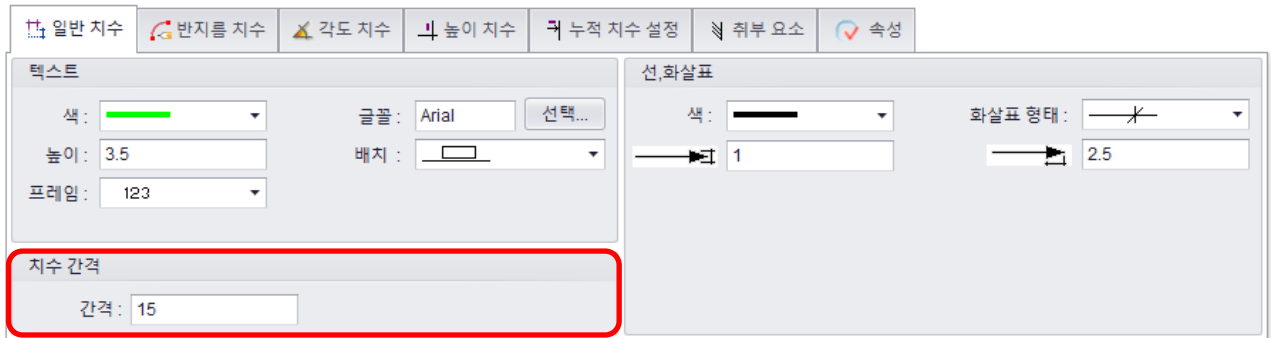 일반 치수 반지름 치수 각도 치수 높이 치수 누적 치수 설정 취부 요소 속성
텍스트
색 :
글꼴 : Arial 선택...
높이 : 3.5
배치 :
프레임 : 123
치수 간격
간격 : 15
선,화살표
색 :
화살표 형태 :
1
2.5